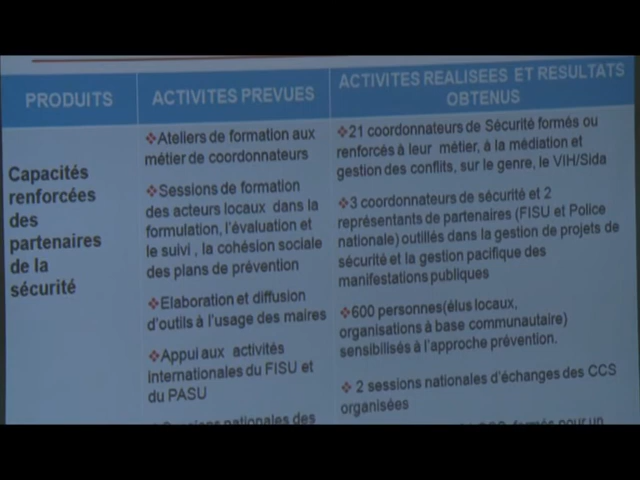 PRODUITS
ACTIVITES PREVUES
ACTIVITES REALISEES ET RESULTATS
OBTENUS
Capacités
renforcées
des
partenaires
de la
sécurité
❖Ateliers de formation aux
métier de coordonnateurs
❖Sessions de formation
des acteurs locaux dans la
formulation, l'évaluation et
le suivi , la cohésion sociale
des plans de prévention
❖Elaboration et diffusion
d'outils à l'usage des maires
❖Appui aux activités
internationales du FISU et
du PASU
nationales des
❖21 coordonnateurs de Sécurité formés ou
renforcés à leur métier, à la médiation et
gestion des conflits, sur le genre, le VIH/Sida
❖3 coordonnateurs de sécurité et 2
représentants de partenaires (FISU et Police
nationale) outillés dans la gestion de projets de
sécurité et la gestion pacifique des
manifestations publiques
❖600 personnes(élus locaux,
organisations à base communautaire)
sensibilisés à l'approche prévention.
❖ 2 sessions nationales d'échanges des CCS
organisées
formés pour un